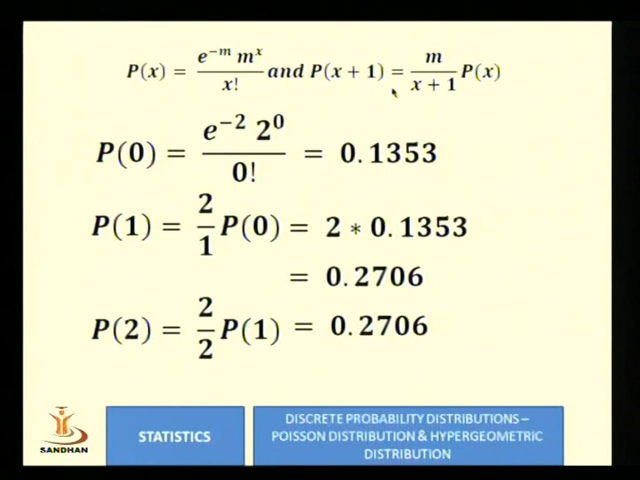 P(x) = e^{-m} m^x / x! and P(x + 1) = m / x + 1 P(x)
P(0) = e^{-2} 2^0 / 0! = 0.1353
P(1) = 2 / 1 P(0) = 2 * 0.1353
= 0.2706
P(2) = 2 / 2 P(1) = 0.2706
SANDHAN
STATISTICS
DISCRETE PROBABILITY DISTRIBUTIONS –
POISSON DISTRIBUTION & HYPERGEOMETRIC
DISTRIBUTION